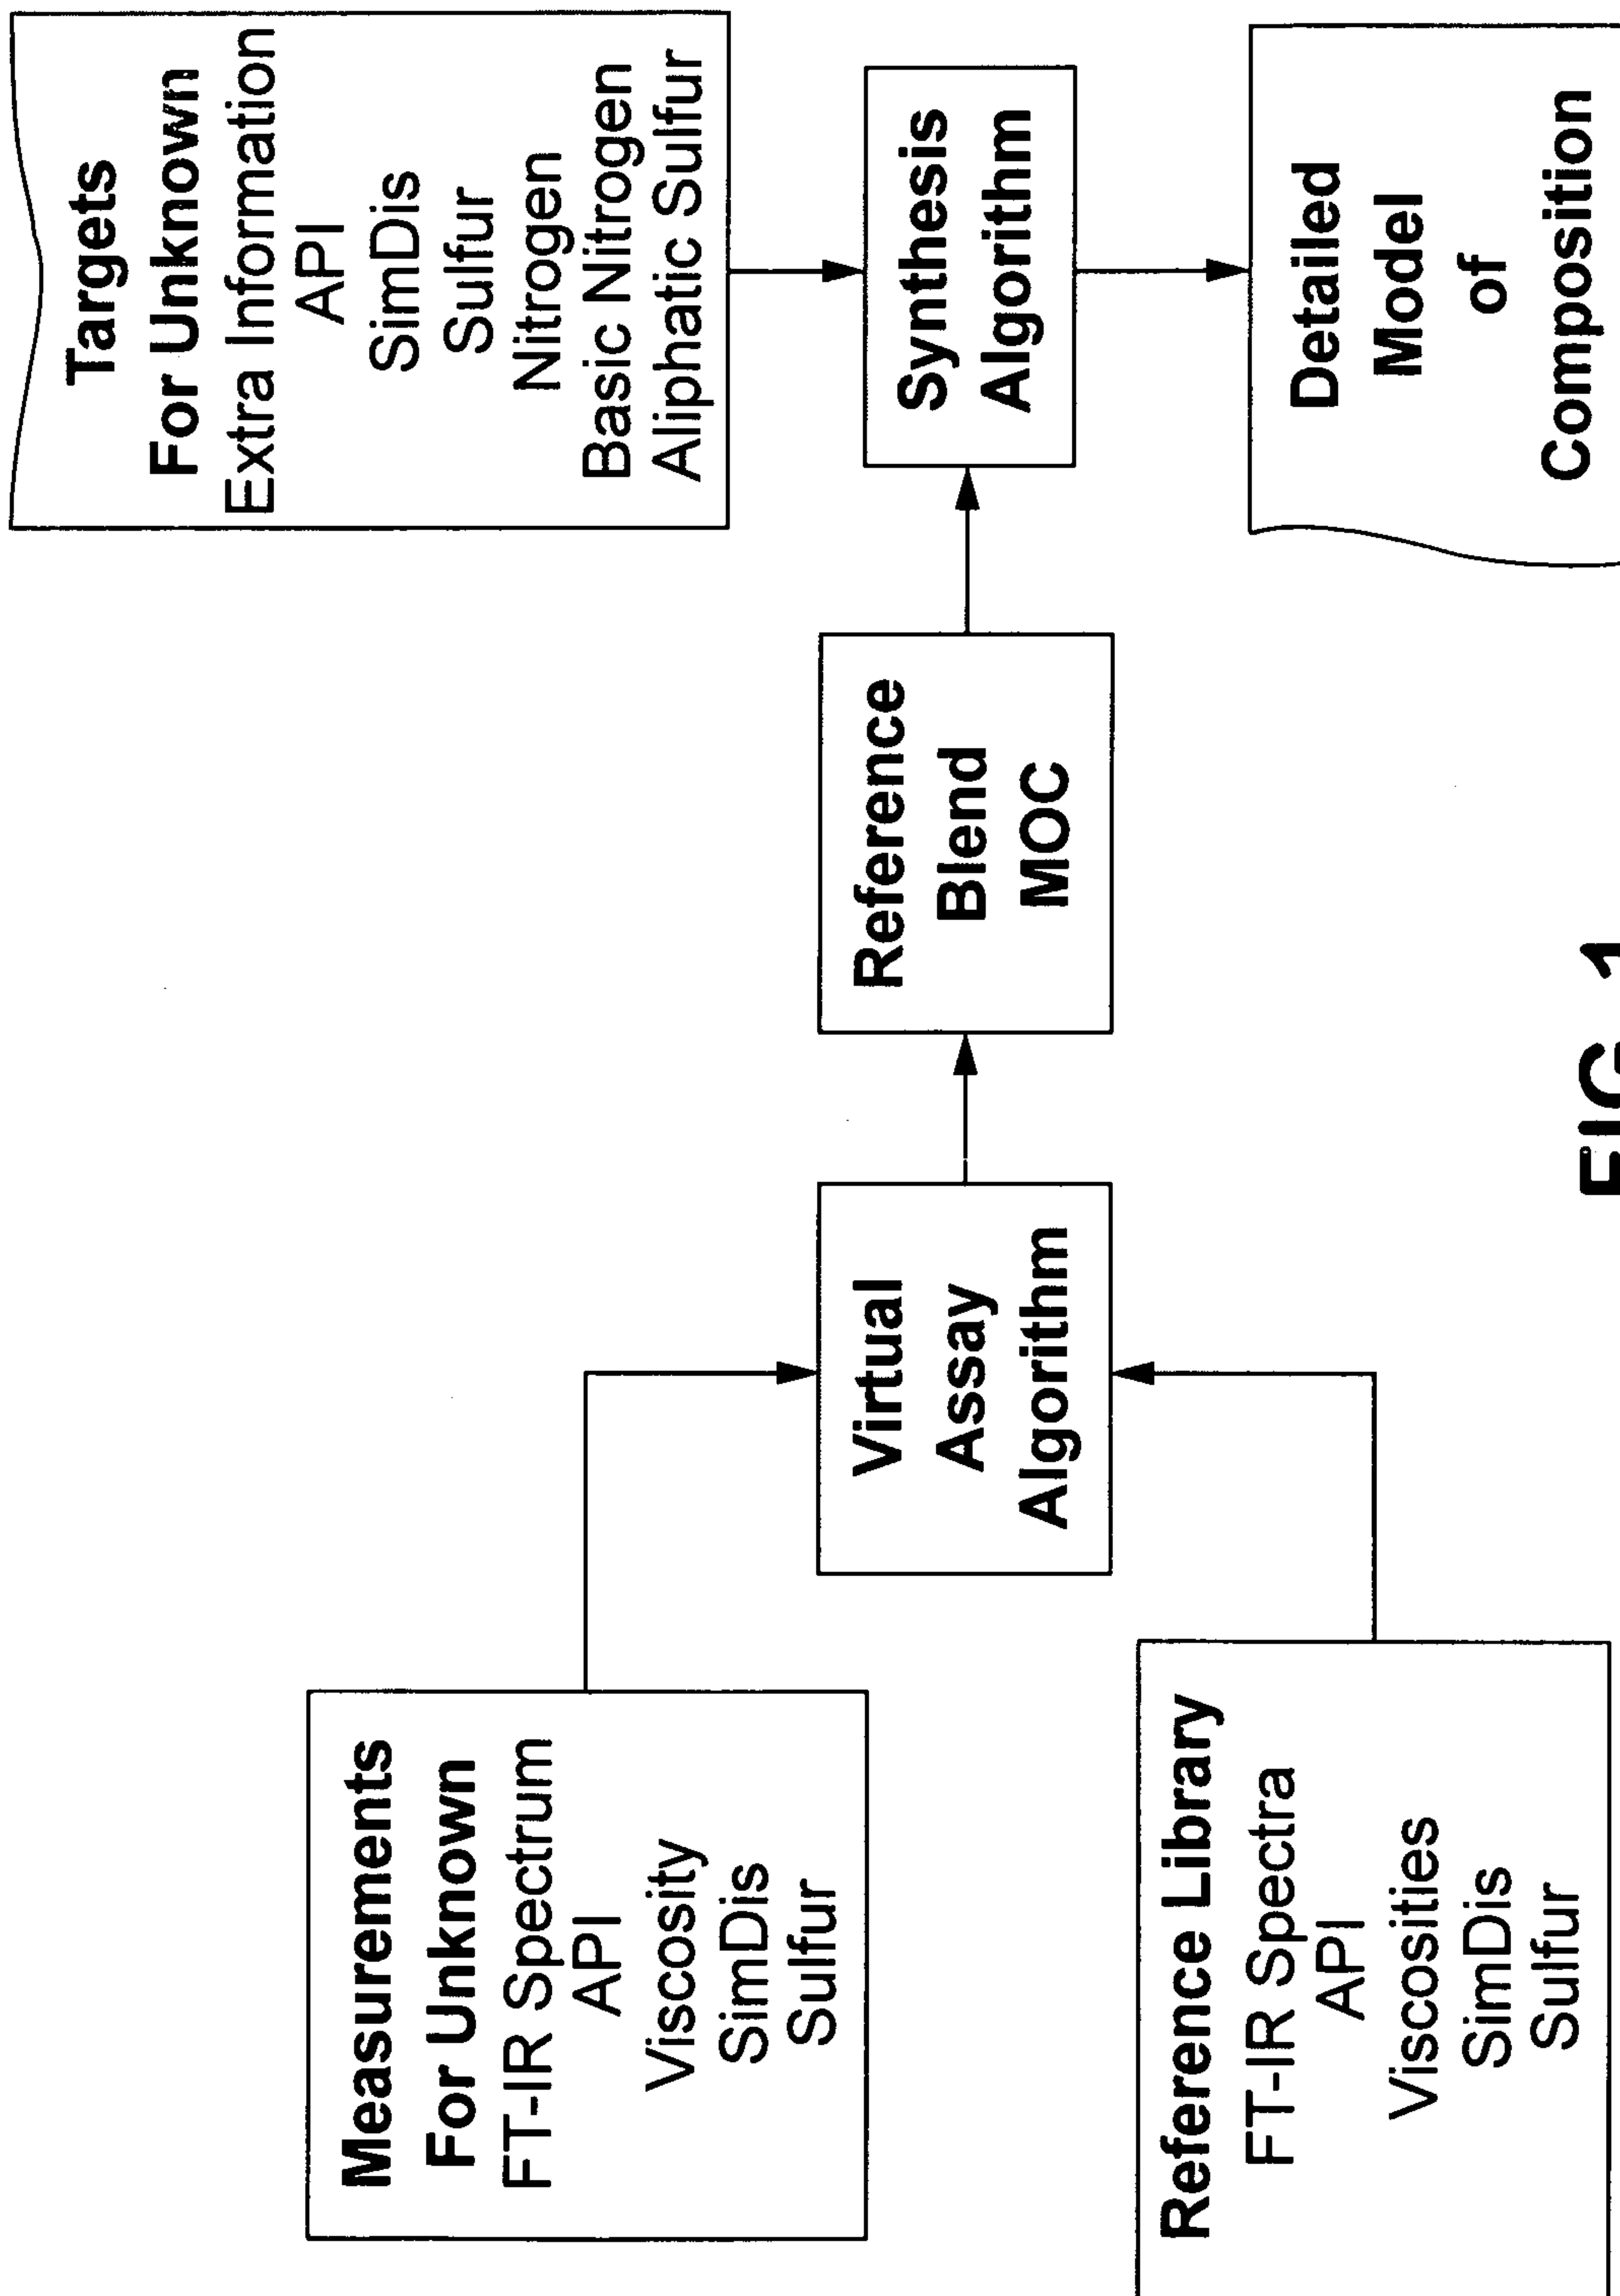 Measurements
For Unknown
FT-IR Spectrum
API
Viscosity
SimDis
Sulfur
Reference Library
FT-IR Spectra
API
Viscosities
SimDis
Sulfur
Virtual
Assay
Algorithm
Reference
Blend
MOC
Targets
For Unknown
Extra Information
API
SimDis
Sulfur
Nitrogen
Basic Nitrogen
Aliphatic Sulfur
Synthesis
Algorithm
Detailed
Model
of
Composition
FIG. 1